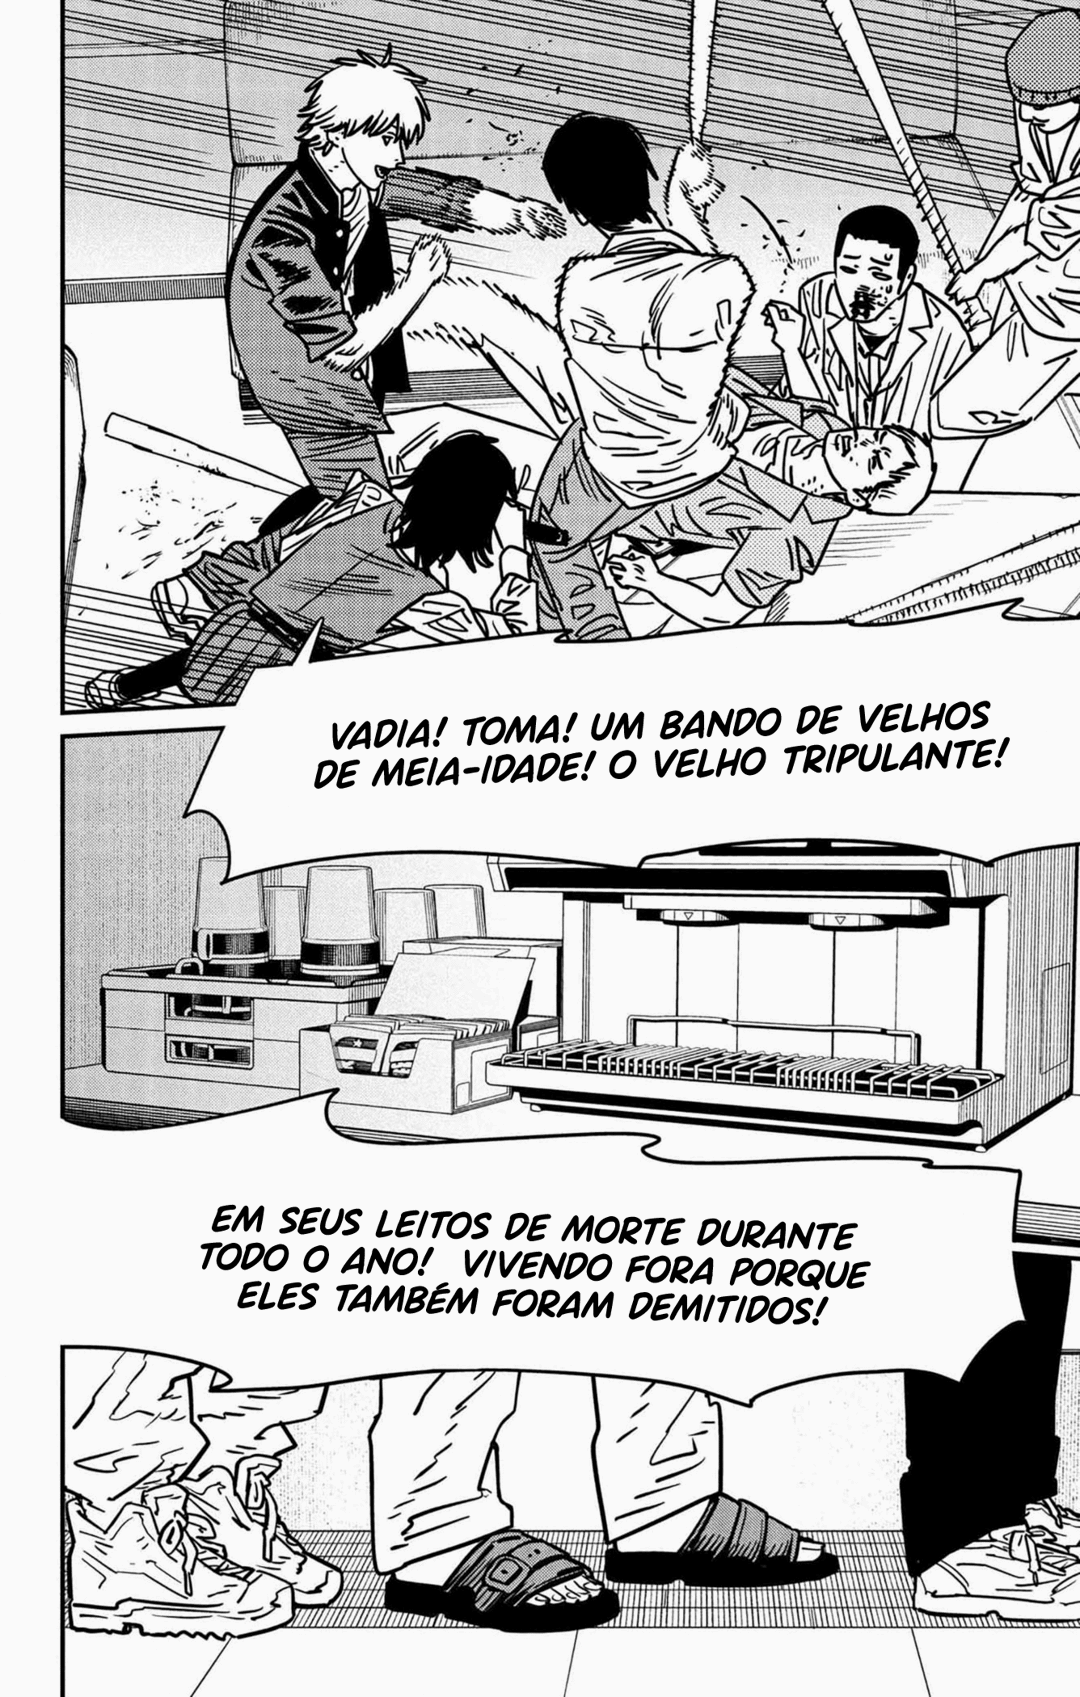 VADIA! TOMA! UM BANDO DE VELHOS
DE MEIA-IDADE! O VELHO TRIPULANTE!
EM SEUS LEITOS DE MORTE DURANTE
TODO O ANO! VIVENDO FORA PORQUE
ELES TAMBÉM FORAM DEMITIDOS!